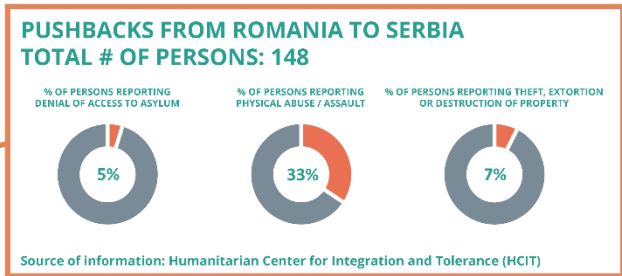 PUSHBACKS FROM ROMANIA TO SERBIA
TOTAL # OF PERSONS: 148
% OF PERSONS REPORTING
DENIAL OF ACCESS TO ASYLUM
% OF PERSONS REPORTING
PHYSICAL ABUSE / ASSAULT
% OF PERSONS REPORTING THEFT, EXTORTION
OR DESTRUCTION OF PROPERTY
5%
33%
7%
Source of information: Humanitarian Center for Integration and Tolerance (HCIT)